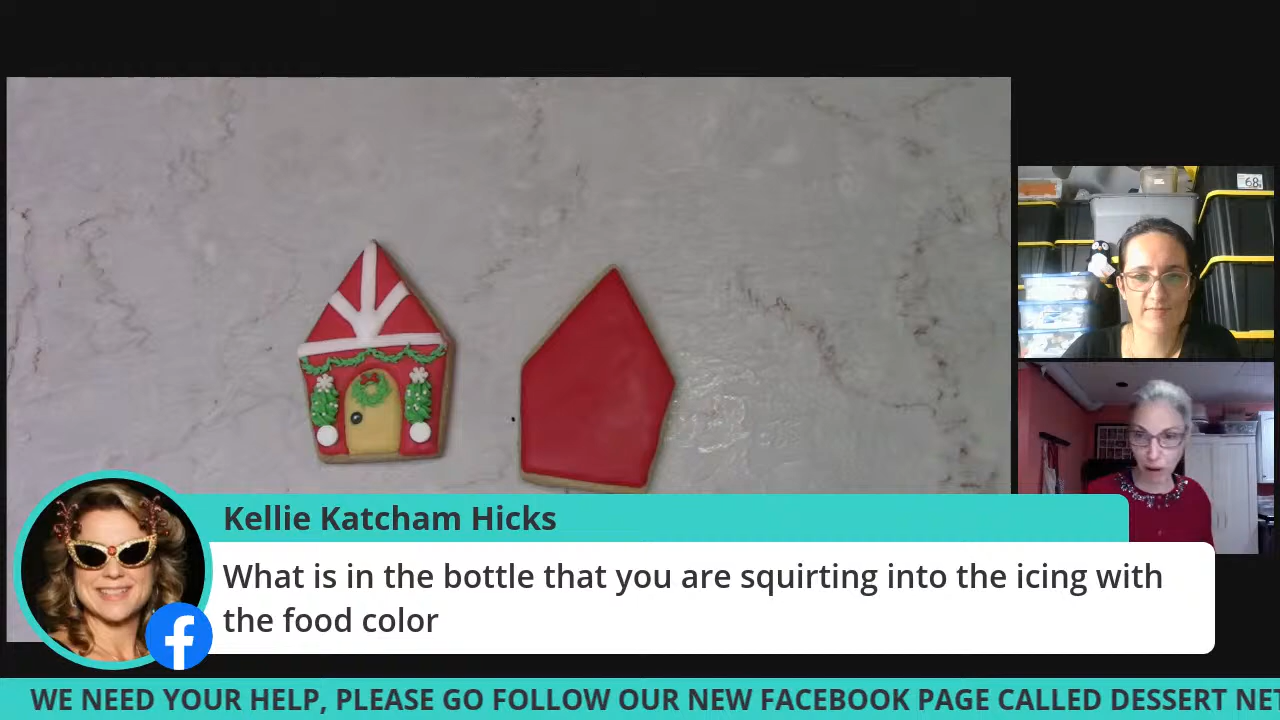 68
Kellie Katcham Hicks
What is in the bottle that you are squirting into the icing with
the food color
WE NEED YOUR HELP, PLEASE GO FOLLOW OUR NEW FACEBOOK PAGE CALLED DESSERT NET